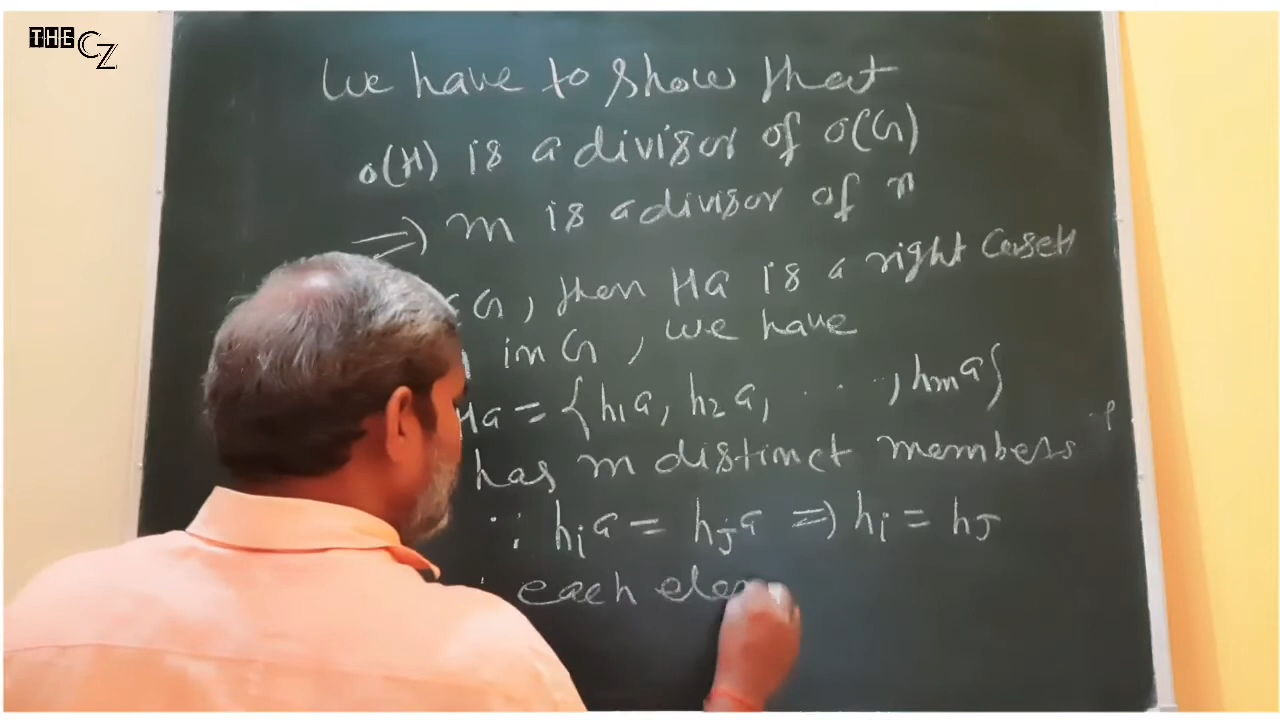 THE CZ
We have to show that
o(H) is a divisor of o(G)
⇒ m is a divisor of n
∈ G, then Ha is a right coset
in G, we have
Ha = {h₁a, h₂a, . . . , hₘa}
has m distinct members
∵ hᵢa = hⱼa ⇒ hᵢ = hⱼ
each ele